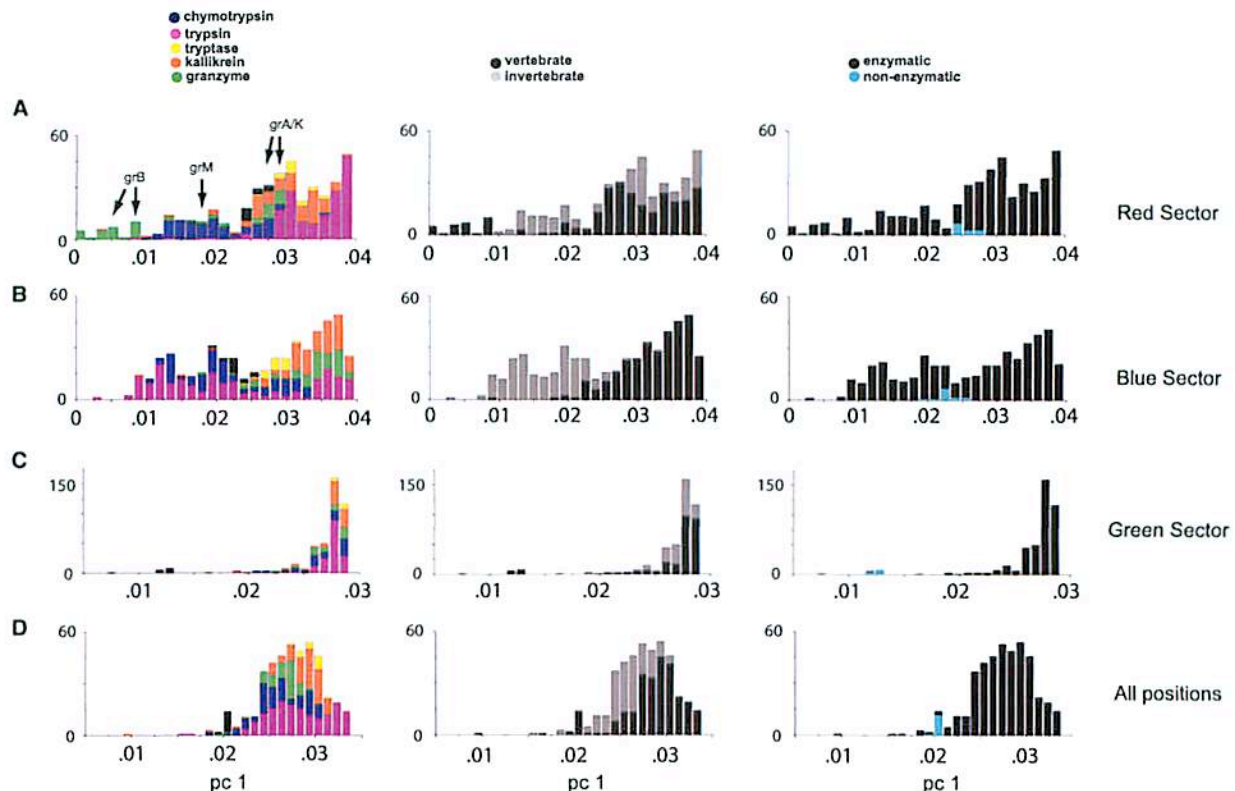 chymotrypsin
trypsin
tryptase
kallikrein
granzyme
vertebrate
invertebrate
enzymatic
non-enzymatic
A
60
0
grB
grM
grA/K
0 .01 .02 .03 .04
60
0
0 .01 .02 .03 .04
60
0
0 .01 .02 .03 .04
Red Sector
B
60
0
0 .01 .02 .03 .04
60
0
0 .01 .02 .03 .04
60
0
0 .01 .02 .03 .04
Blue Sector
C
150
0
.01 .02 .03
150
0
.01 .02 .03
150
0
.01 .02 .03
Green Sector
D
60
0
.01 .02 .03
pc 1
60
0
.01 .02 .03
pc 1
60
0
.01 .02 .03
pc 1
All positions